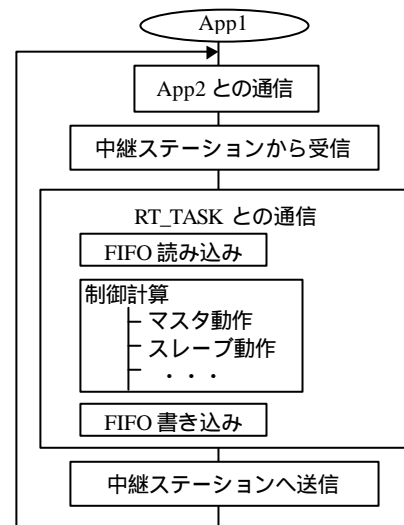 App1
App2 との通信
中継ステーションから受信
RT_TASK との通信
FIFO 読み込み
制御計算
マスタ動作
スレーブ動作
・・・
FIFO 書き込み
中継ステーションへ送信